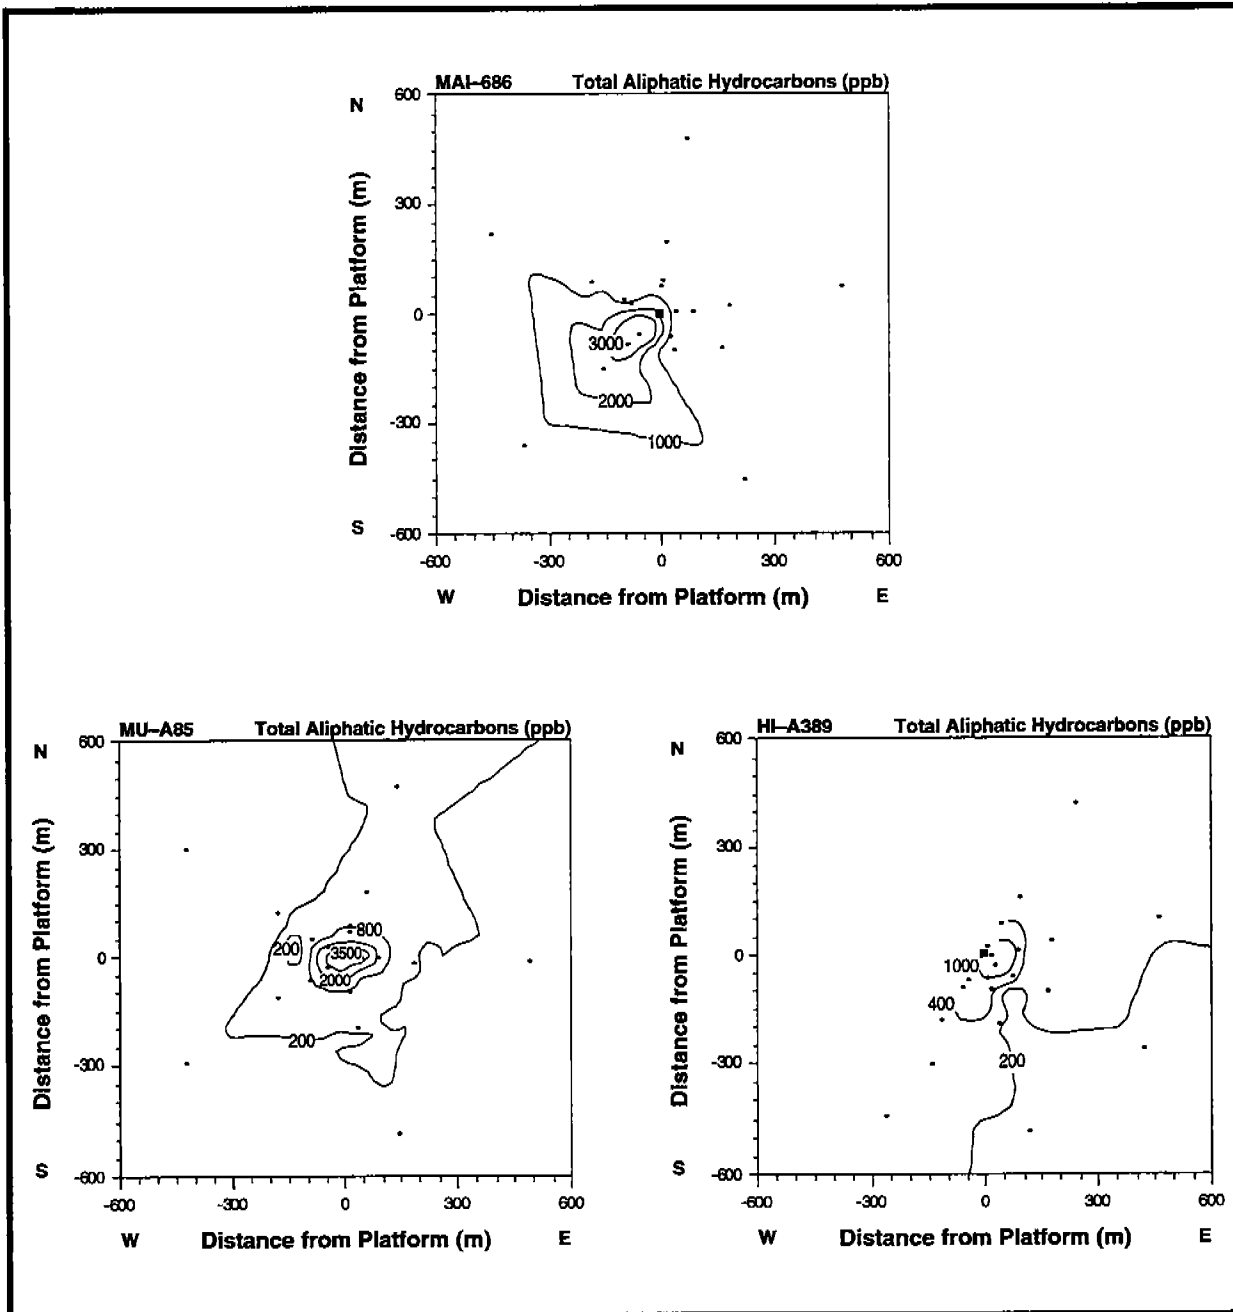 MAI-686 Total Aliphatic Hydrocarbons (ppb)
600
N
300
Distance from Platform (m)
0
3000
2000
-300
1000
S
-600
-600 -300 0 300 600
W Distance from Platform (m) E
MU-A85 Total Aliphatic Hydrocarbons (ppb)
600
N
300
Distance from Platform (m)
800
200
3500
0
2000
200
-300
S
-600
-600 -300 0 300 600
W Distance from Platform (m) E
HI-A389 Total Aliphatic Hydrocarbons (ppb)
600
N
300
Distance from Platform (m)
0
1000
400
200
-300
S
-600
-600 -300 0 300 600
W Distance from Platform (m) E